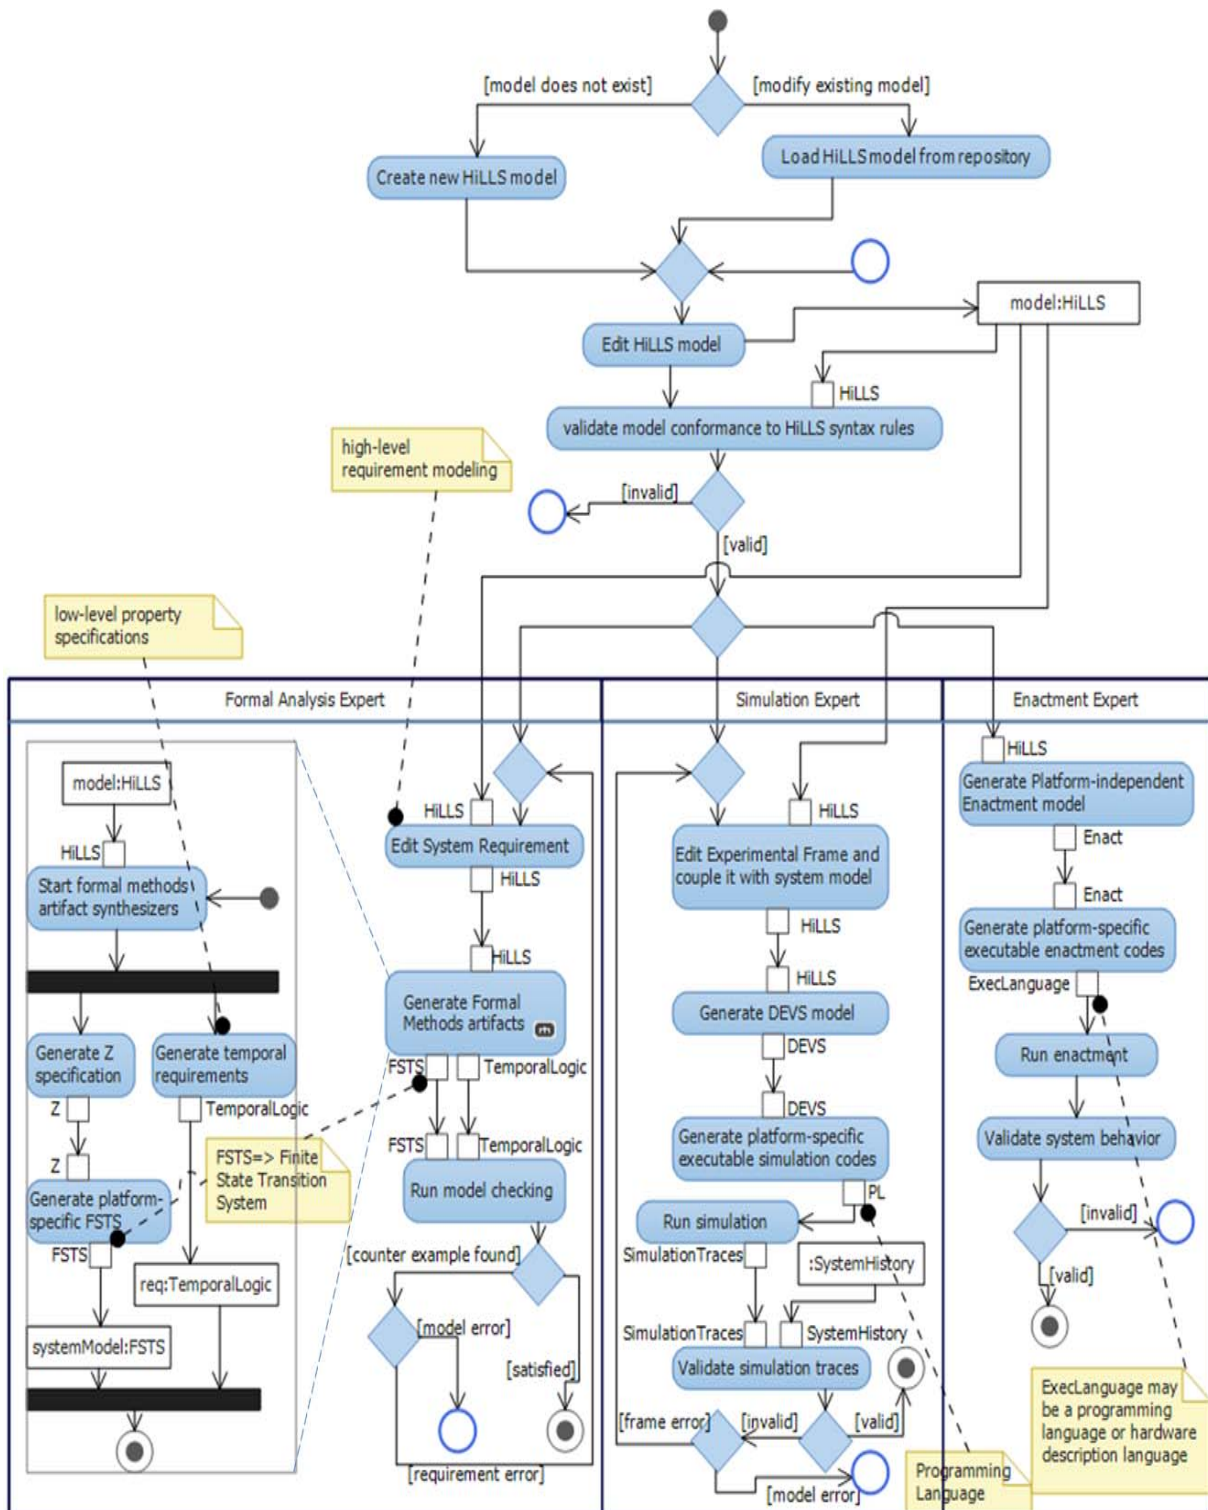 [model does not exist]
[modify existing model]
Create new HiLLS model
Load HiLLS model from repository
model:HiLLS
Edit HiLLS model
HiLLS
validate model conformance to HiLLS syntax rules
high-level
requirement modeling
[invalid]
[valid]
low-level property
specifications
Formal Analysis Expert
Simulation Expert
Enactment Expert
model:HiLLS
HiLLS
Start formal methods
artifact synthesizers
Generate Z
specification
Generate temporal
requirements
Z
TemporalLogic
Z
Generate platform-
specific FSTS
FSTS
req:TemporalLogic
systemModel:FSTS
FSTS=> Finite
State Transition
System
HiLLS
Edit System Requirement
HiLLS
HiLLS
Generate Formal
Methods artifacts
FSTS
TemporalLogic
FSTS
TemporalLogic
Run model checking
[counter example found]
[model error]
[satisfied]
[requirement error]
HiLLS
Edit Experimental Frame and
couple it with system model
HiLLS
HiLLS
Generate DEVS model
DEVS
DEVS
Generate platform-specific
executable simulation codes
PL
Run simulation
SimulationTraces
:SystemHistory
SimulationTraces
SystemHistory
Validate simulation traces
[frame error]
[invalid]
[valid]
[model error]
Programming
Language
HiLLS
Generate Platform-independent
Enactment model
Enact
Enact
Generate platform-specific
executable enactment codes
ExecLanguage
Run enactment
Validate system behavior
[invalid]
[valid]
ExecLanguage may
be a programming
language or hardware
description language